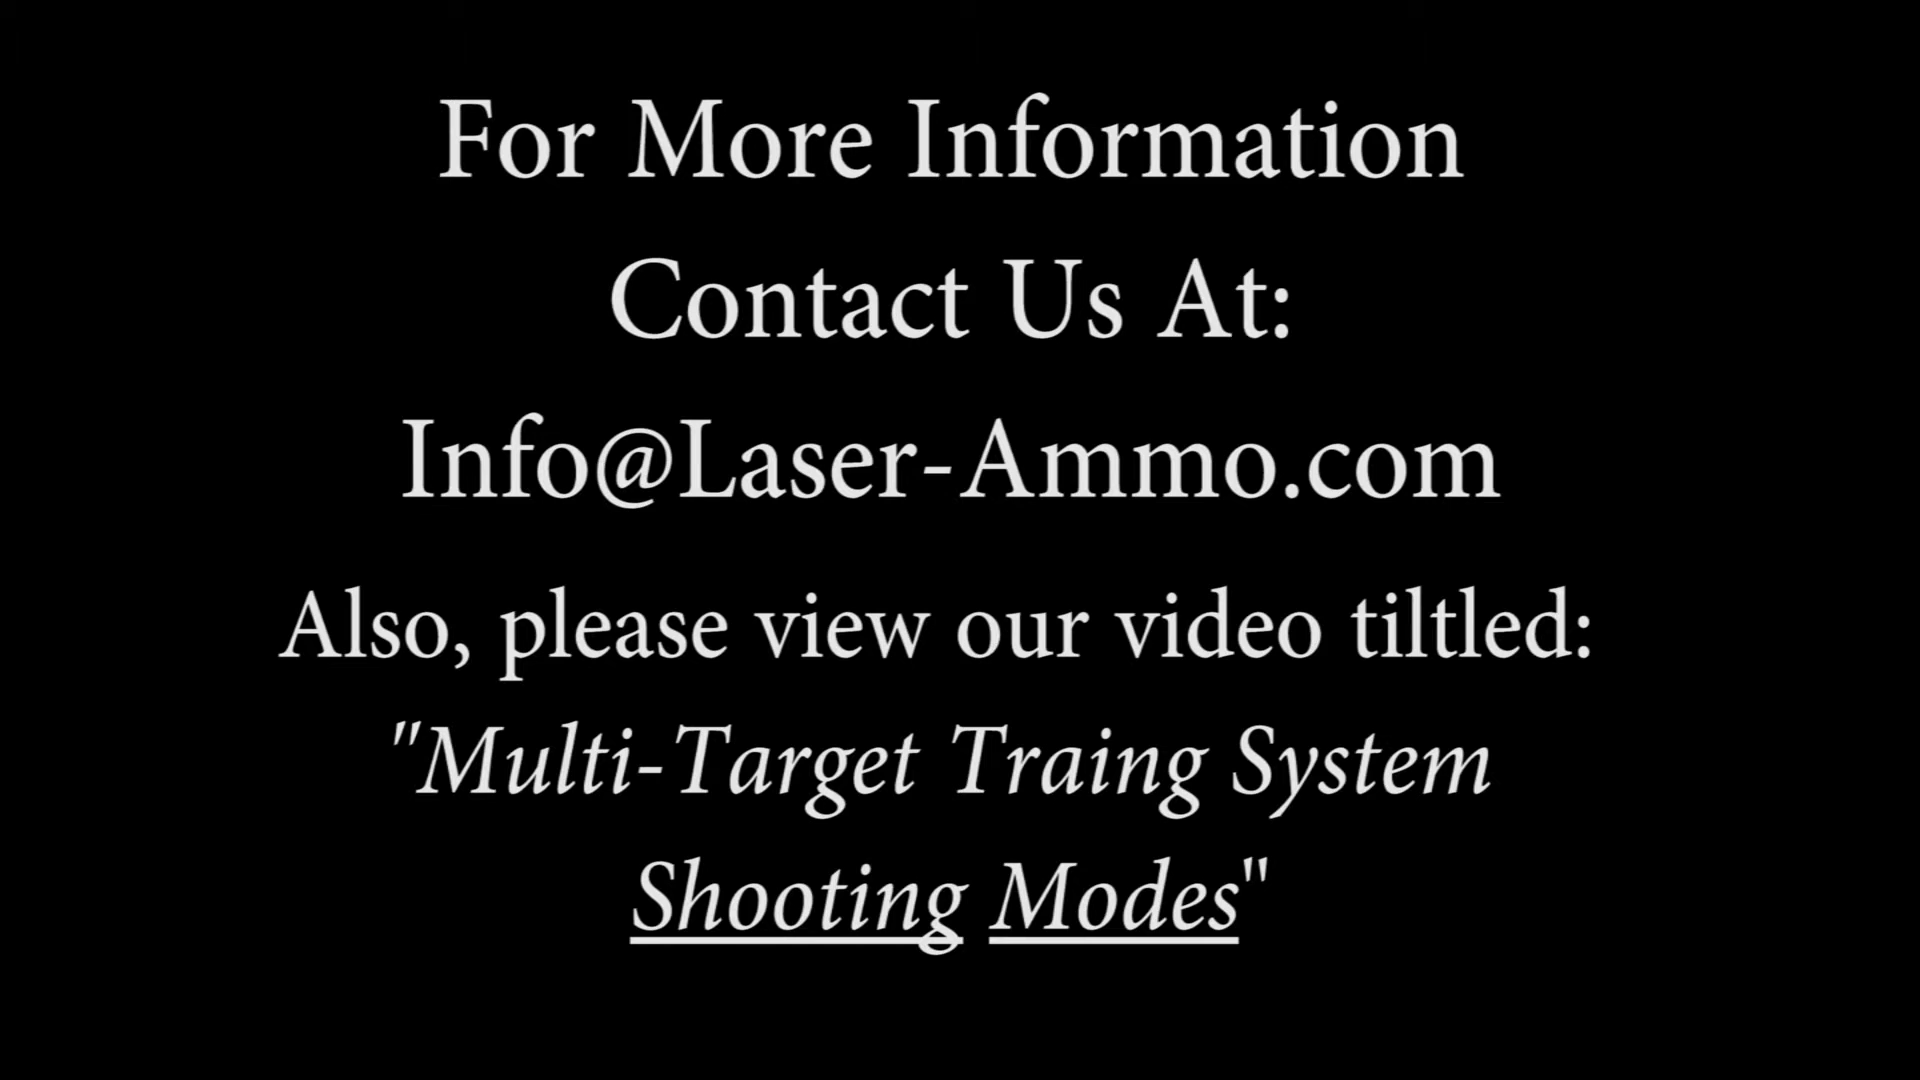 For More Information
Contact Us At:
Info@Laser-Ammo.com
Also, please view our video tiltled:
"Multi-Target Traing System
Shooting Modes"